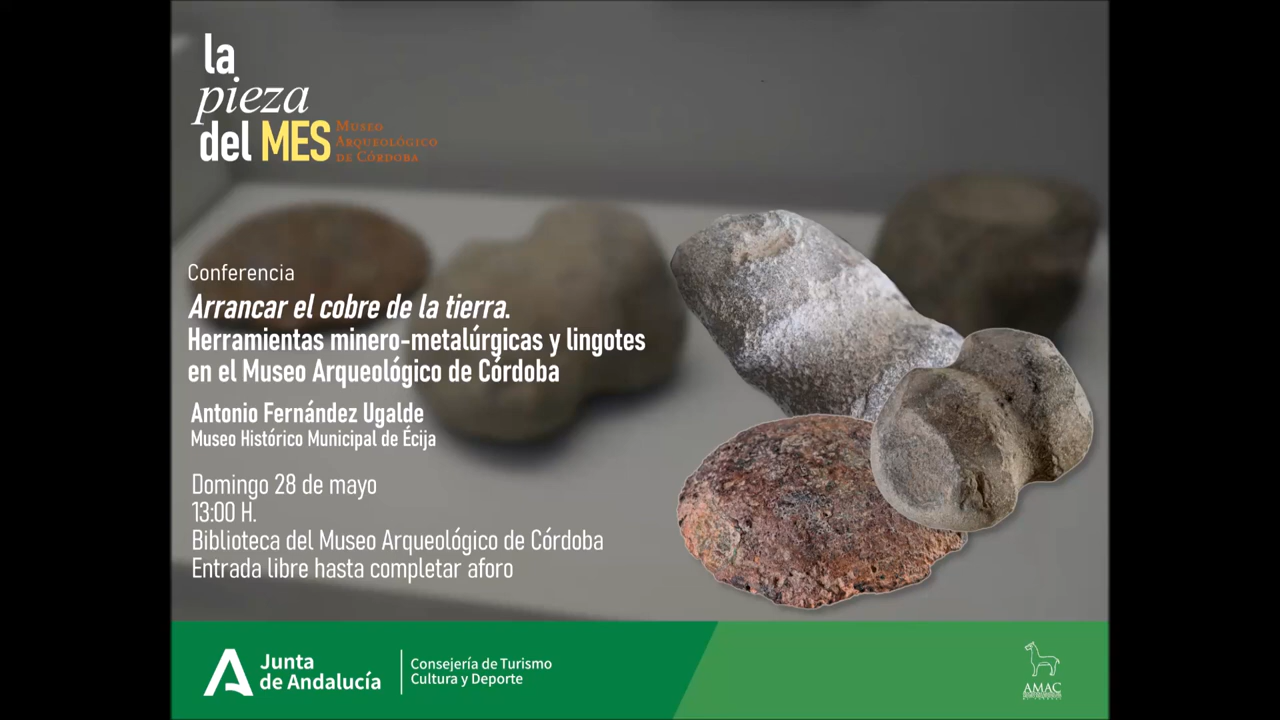 la
pieza
del MES
Museo
Arqueológico
de Córdoba
Conferencia
Arrancar el cobre de la tierra.
Herramientas minero-metalúrgicas y lingotes
en el Museo Arqueológico de Córdoba
Antonio Fernández Ugalde
Museo Histórico Municipal de Écija
Domingo 28 de mayo
13:00 H.
Biblioteca del Museo Arqueológico de Córdoba
Entrada libre hasta completar aforo
Junta
de Andalucía
Consejería de Turismo
Cultura y Deporte
AMAC